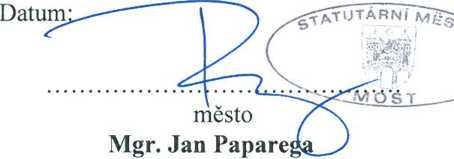 Datum:
STATUTÁRNÍ MĚS
MOST
město
Mgr. Jan Paparega